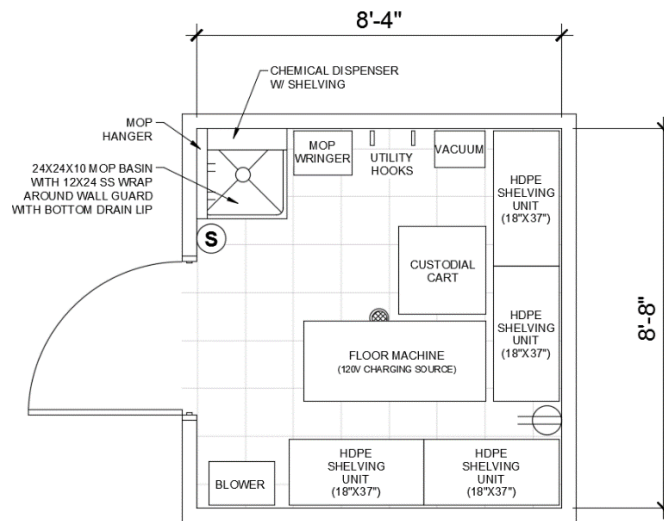 8'-4"
CHEMICAL DISPENSER
W/ SHELVING
MOP
HANGER
24X24X10 MOP BASIN
WITH 12X24 SS WRAP
AROUND WALL GUARD
WITH BOTTOM DRAIN LIP
MOP
WRINGER
UTILITY
HOOKS
VACUUM
HDPE
SHELVING
UNIT
(18"X37")
S
CUSTODIAL
CART
HDPE
SHELVING
UNIT
(18"X37")
8'-8"
FLOOR MACHINE
(120V CHARGING SOURCE)
BLOWER
HDPE
SHELVING
UNIT
(18"X37")
HDPE
SHELVING
UNIT
(18"X37")